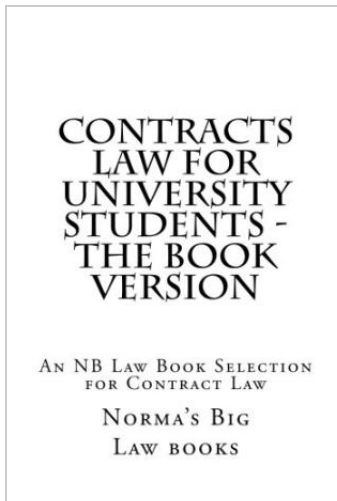 CONTRACTS
LAW FOR
UNIVERSITY
STUDENTS -
THE BOOK
VERSION
An NB Law Book Selection
for Contract Law
Norma's Big
Law books